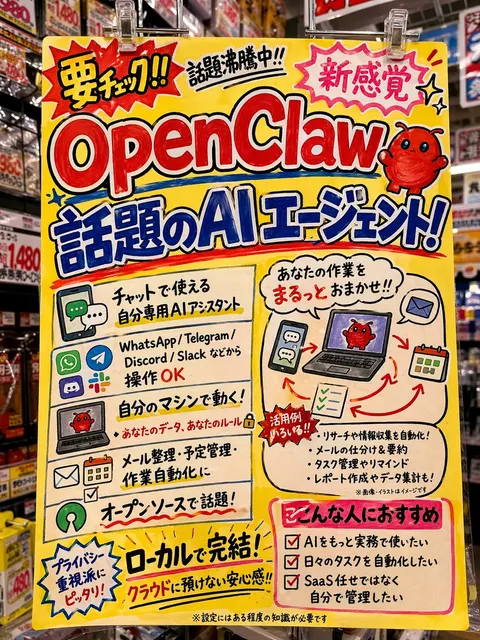 要チェック!!
話題沸騰中!!
新感覚
OpenClaw
話題のAIエージェント!
チャットで使える
自分専用AIアシスタント
WhatsApp / Telegram /
Discord / Slack などから
操作OK
自分のマシンで動く!
+ あなたのデータ、あなたのルール
メール整理・予定管理・
作業自動化に
オープンソースで話題!
あなたの作業を
まるっとおまかせ!!
活用例
いろいろ!!
・リサーチや情報収集を自動化!
・メールの仕分け&要約
・タスク管理やリマインド
・レポート作成やデータ集計も!
※画像・イラストはイメージです
プライバシー
重視派に
ピッタリ!
ローカルで完結!
クラウドに預けない安心感!!
こんな人におすすめ
AIをもっと実務で使いたい
日々のタスクを自動化したい
SaaS任せではなく
自分で管理したい
※設定にはある程度の知識が必要です
1480